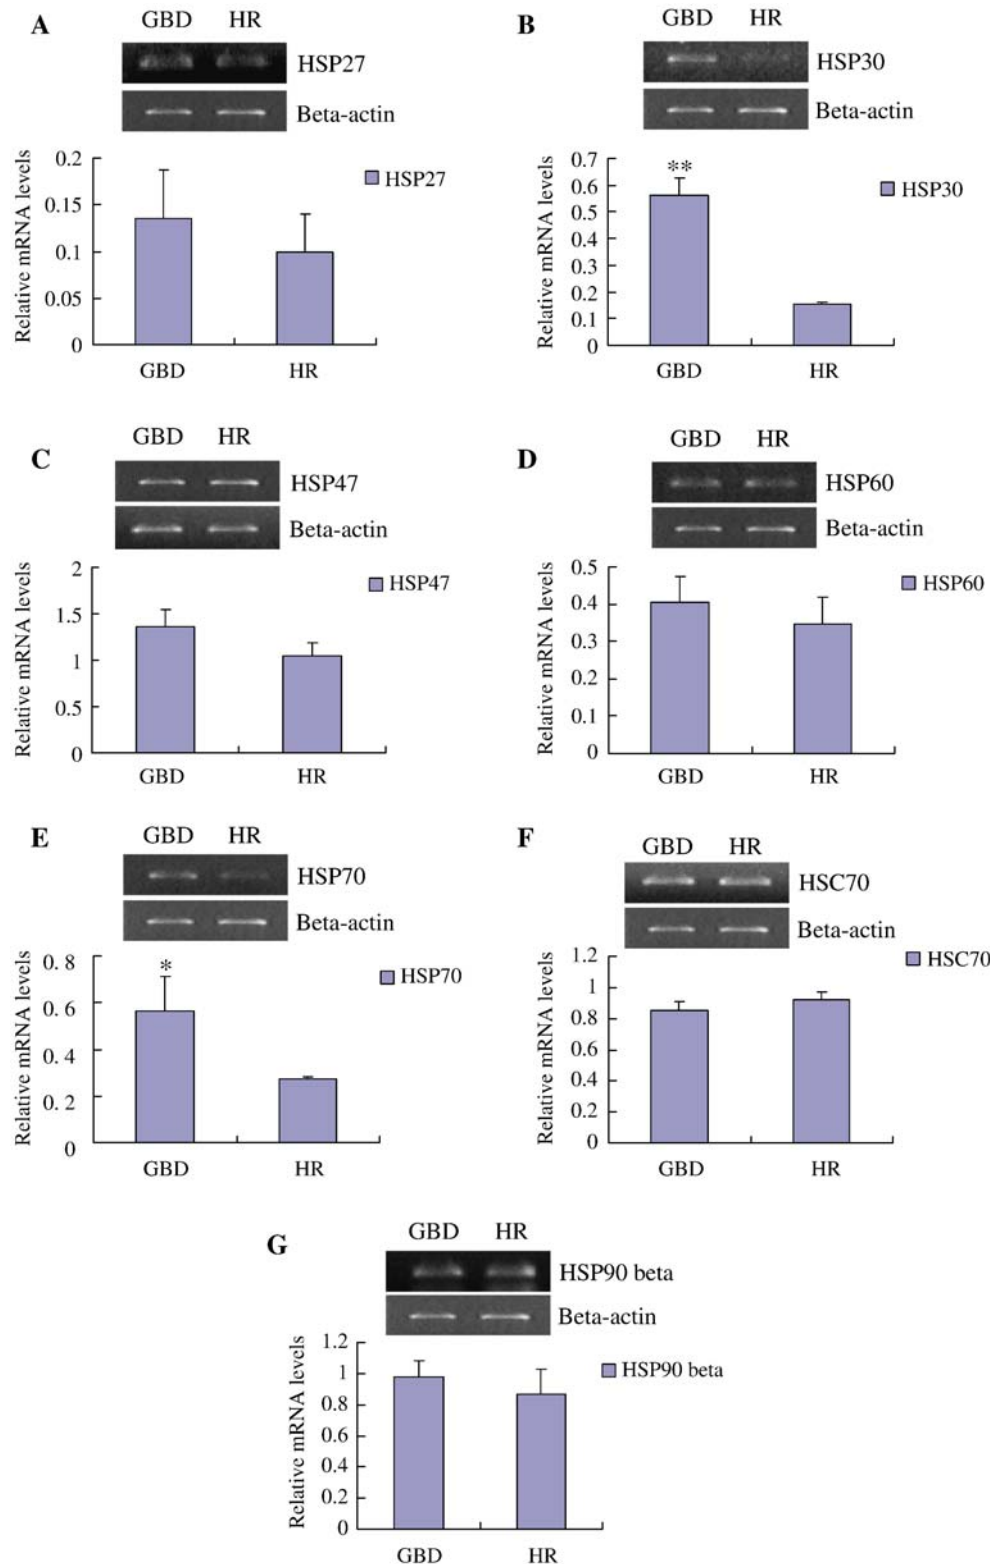 A
GBD HR
HSP27
Beta-actin
Relative mRNA levels
0.2
0.15
0.1
0.05
0
HSP27
GBD HR
B
GBD HR
HSP30
Beta-actin
Relative mRNA levels
0.7
0.6
0.5
0.4
0.3
0.2
0.1
0
**
HSP30
GBD HR
C
GBD HR
HSP47
Beta-actin
Relative mRNA levels
2
1.5
1
0.5
0
HSP47
GBD HR
D
GBD HR
HSP60
Beta-actin
Relative mRNA levels
0.5
0.4
0.3
0.2
0.1
0
HSP60
GBD HR
E
GBD HR
HSP70
Beta-actin
Relative mRNA levels
0.8
0.6
0.4
0.2
0
*
HSP70
GBD HR
F
GBD HR
HSC70
Beta-actin
Relative mRNA levels
1.2
1
0.8
0.6
0.4
0.2
0
HSC70
GBD HR
G
GBD HR
HSP90 beta
Beta-actin
Relative mRNA levels
1.2
1
0.8
0.6
0.4
0.2
0
HSP90 beta
GBD HR